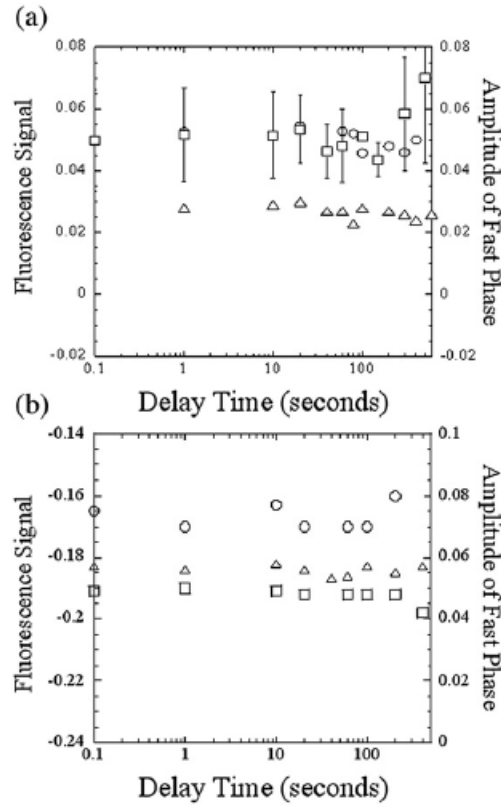 (a)
0.08 0.08
0.06 0.06
0.04 0.04
0.02 0.02
0 0
-0.02 -0.02
Fluorescence Signal
Amplitude of Fast Phase
0.1 1 10 100
Delay Time (seconds)
(b)
-0.14 0.1
-0.16 0.08
-0.18 0.06
-0.2 0.04
-0.22 0.02
-0.24 0
Fluorescence Signal
Amplitude of Fast Phase
0.1 1 10 100
Delay Time (seconds)